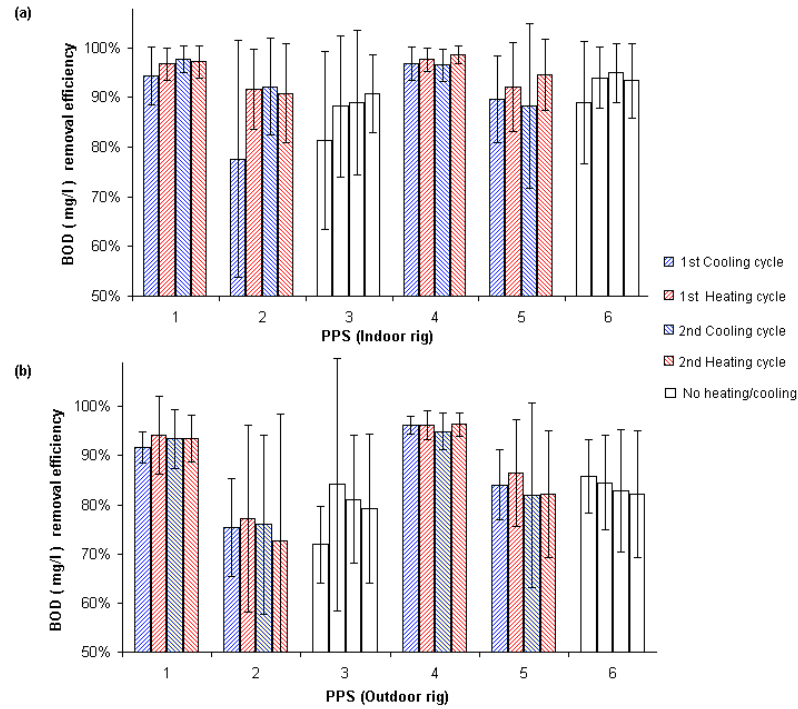 (a)
BOD ( mg/l ) removal efficiency
100%
90%
80%
70%
60%
50%
1 2 3 4 5 6
PPS (Indoor rig)
1st Cooling cycle
1st Heating cycle
2nd Cooling cycle
2nd Heating cycle
No heating/cooling
(b)
BOD ( mg/l ) removal efficiency
100%
90%
80%
70%
60%
50%
1 2 3 4 5 6
PPS (Outdoor rig)